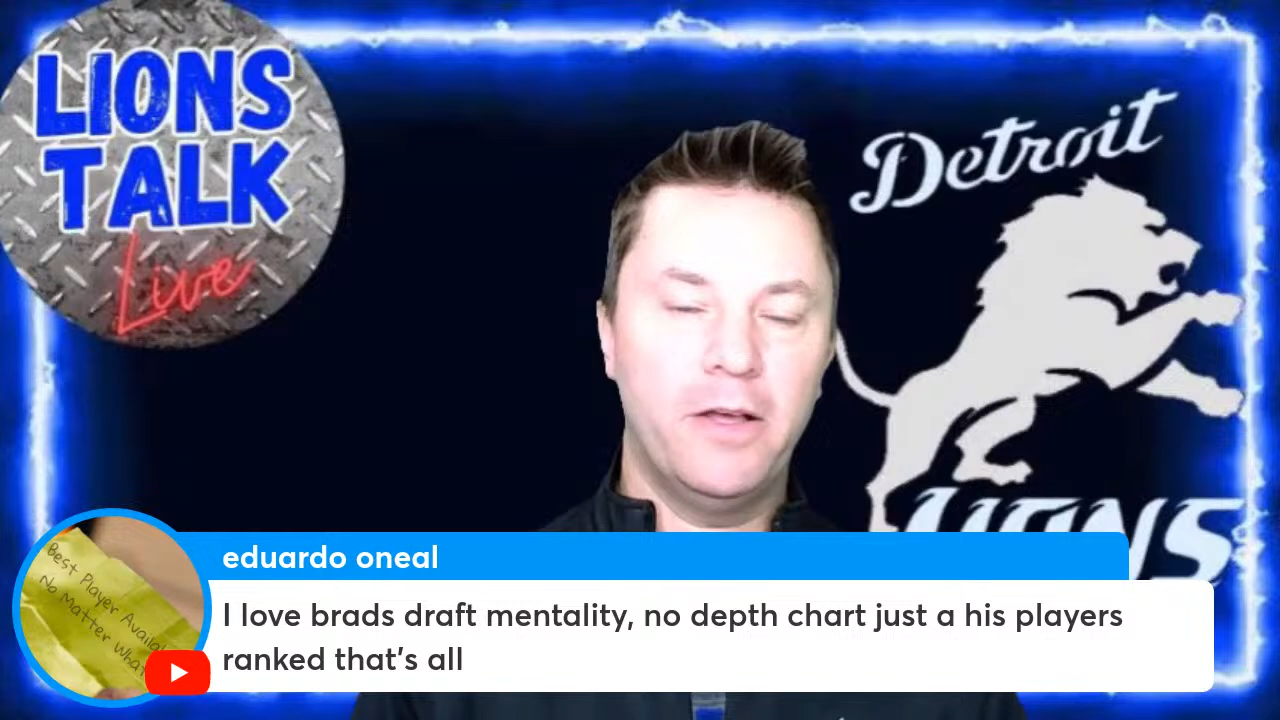 LIONS
TALK
Live
Detroit
LIONS
eduardo oneal
Best Player
No Matter What
I love brads draft mentality, no depth chart just a his players
ranked that's all